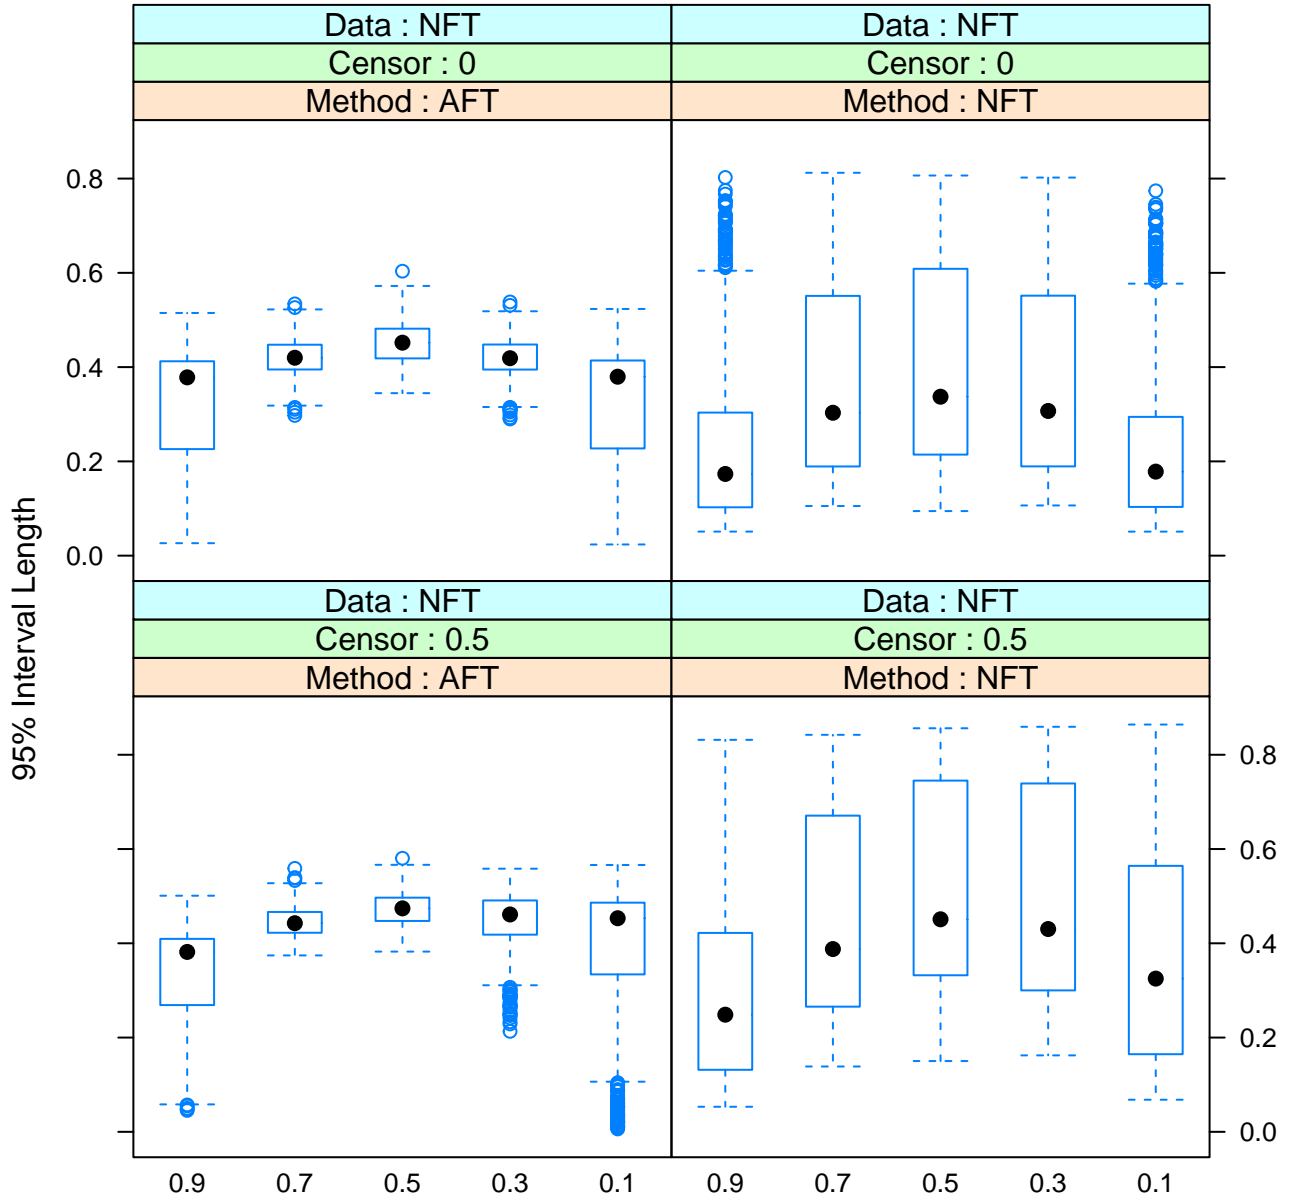 Data : NFT
Data : NFT
Censor : 0
Censor : 0
Method : AFT
Method : NFT
0.8
0.6
0.4
0.2
0.0
95% Interval Length
Data : NFT
Data : NFT
Censor : 0.5
Censor : 0.5
Method : AFT
Method : NFT
0.8
0.6
0.4
0.2
0.0
0.9 0.7 0.5 0.3 0.1
0.9 0.7 0.5 0.3 0.1